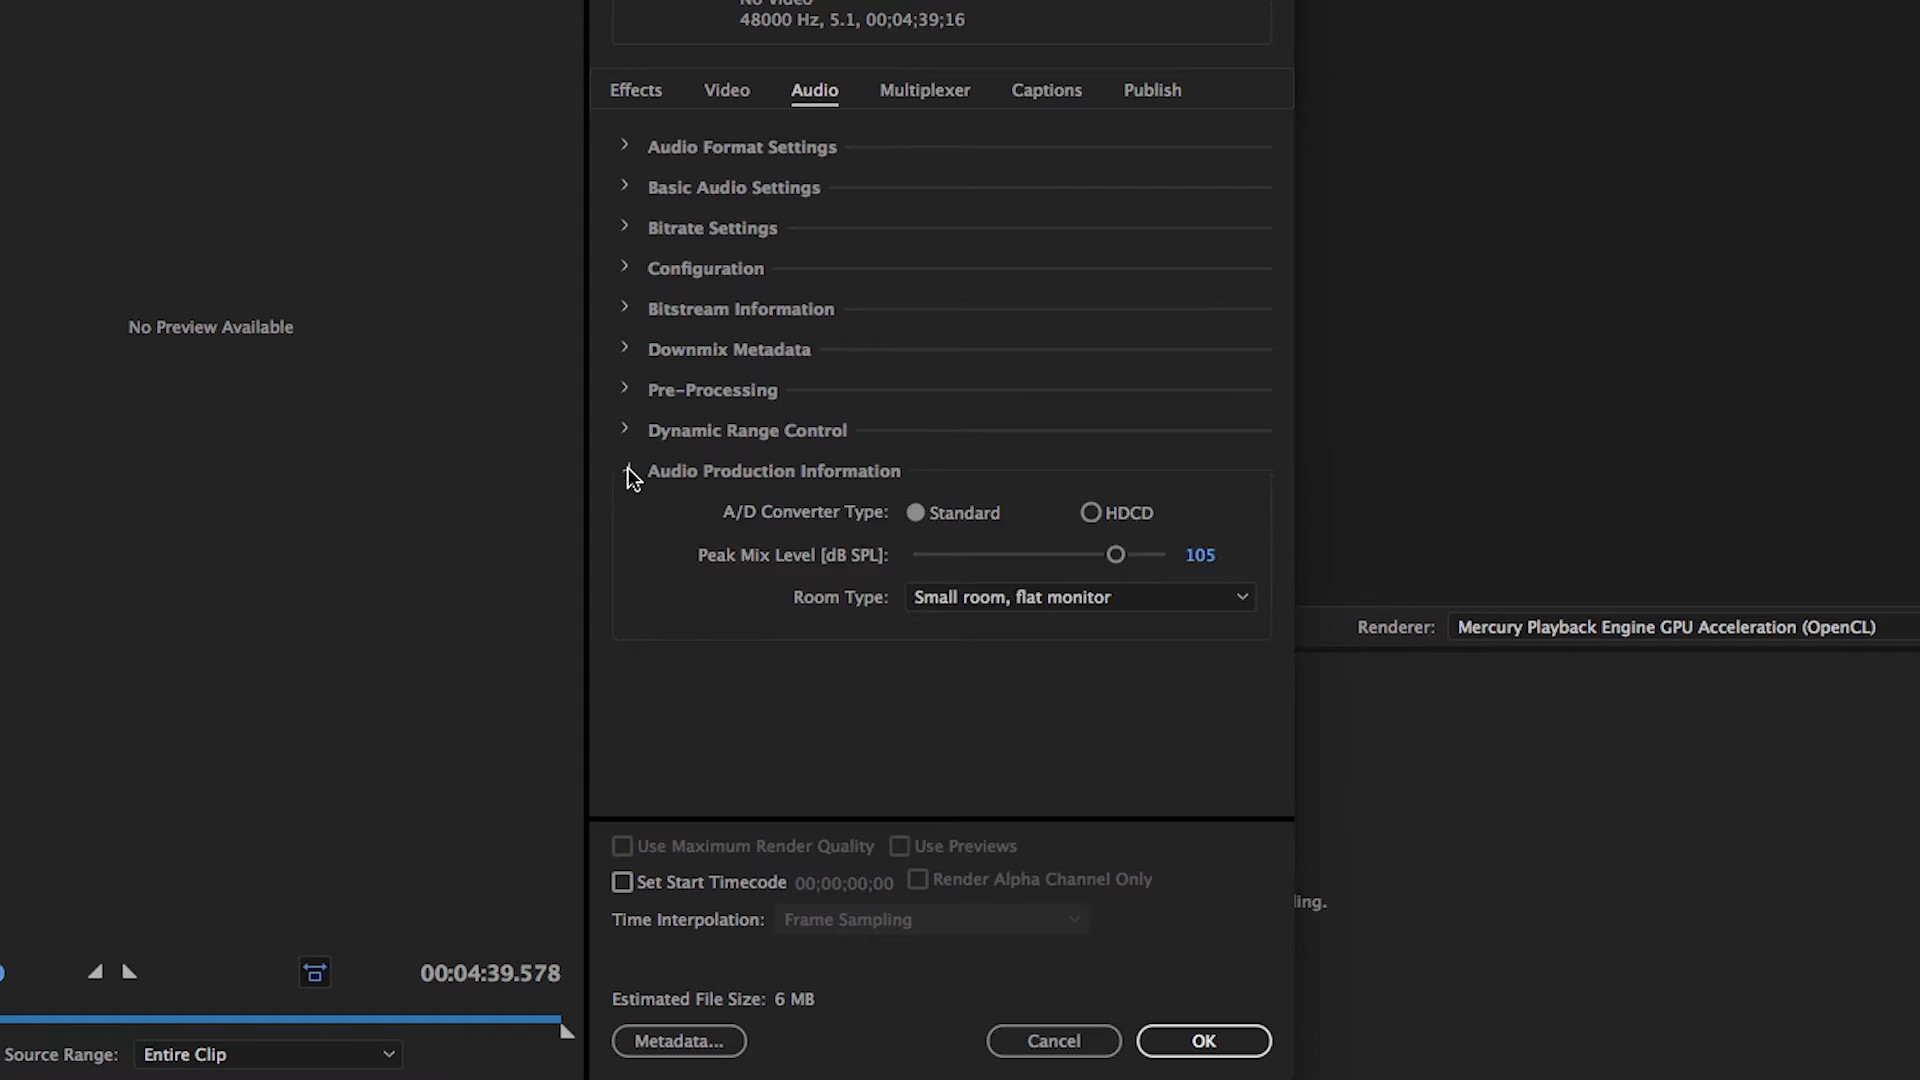 No Video
48000 Hz, 5.1, 00;04;39;16
Effects Video Audio Multiplexer Captions Publish
Audio Format Settings
Basic Audio Settings
Bitrate Settings
Configuration
Bitstream Information
No Preview Available
Downmix Metadata
Pre-Processing
Dynamic Range Control
Audio Production Information
A/D Converter Type: Standard HDCD
Peak Mix Level [dB SPL]: 105
Room Type: Small room, flat monitor
Renderer: Mercury Playback Engine GPU Acceleration (OpenCL)
Use Maximum Render Quality Use Previews
Set Start Timecode 00;00;00;00 Render Alpha Channel Only
ling.
Time Interpolation: Frame Sampling
00:04:39.578
Estimated File Size: 6 MB
Metadata... Cancel OK
Source Range: Entire Clip